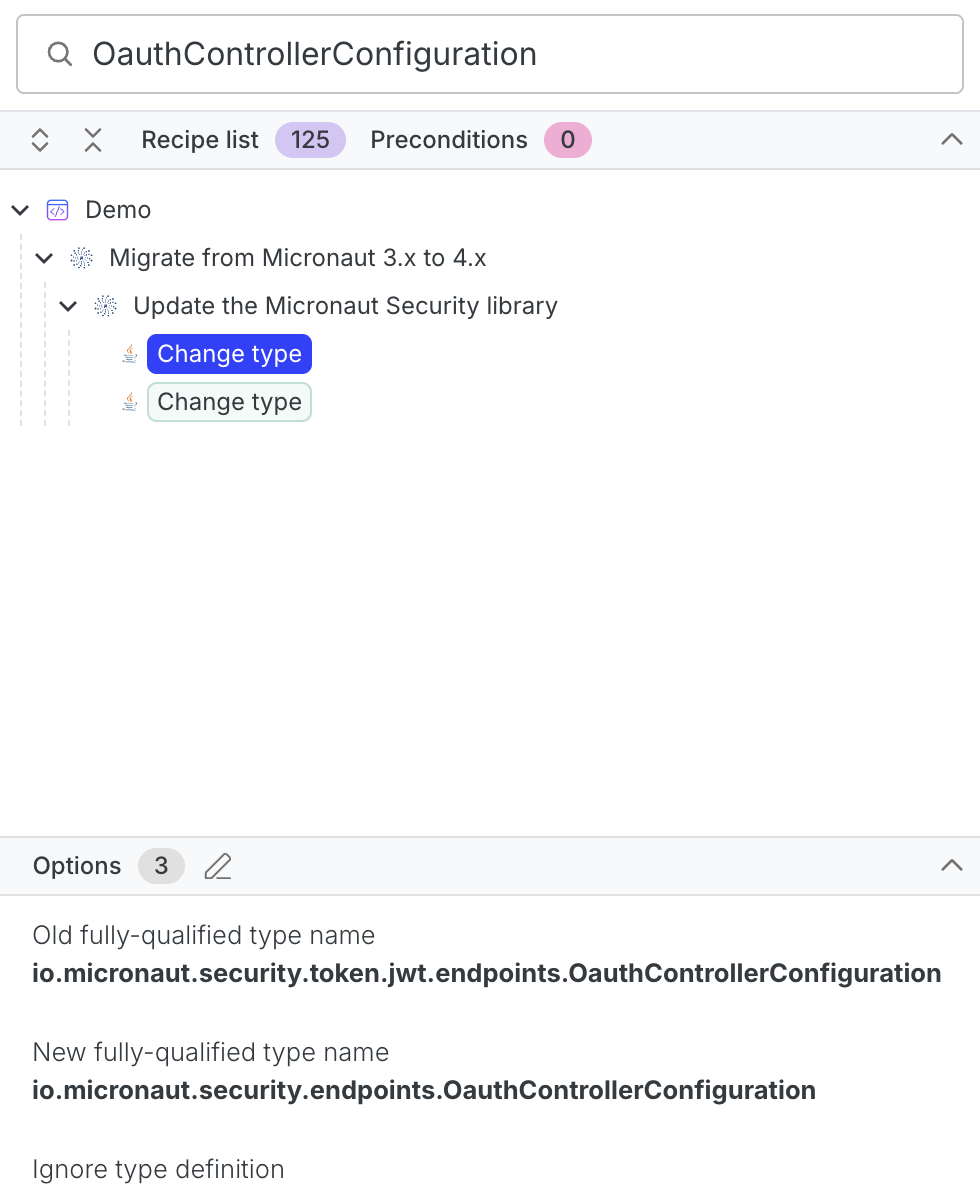 OauthControllerConfiguration
Recipe list 125 Preconditions 0
Demo
Migrate from Micronaut 3.x to 4.x
Update the Micronaut Security library
Change type
Change type
Options 3
Old fully-qualified type name
io.micronaut.security.token.jwt.endpoints.OauthControllerConfiguration
New fully-qualified type name
io.micronaut.security.endpoints.OauthControllerConfiguration
Ignore type definition